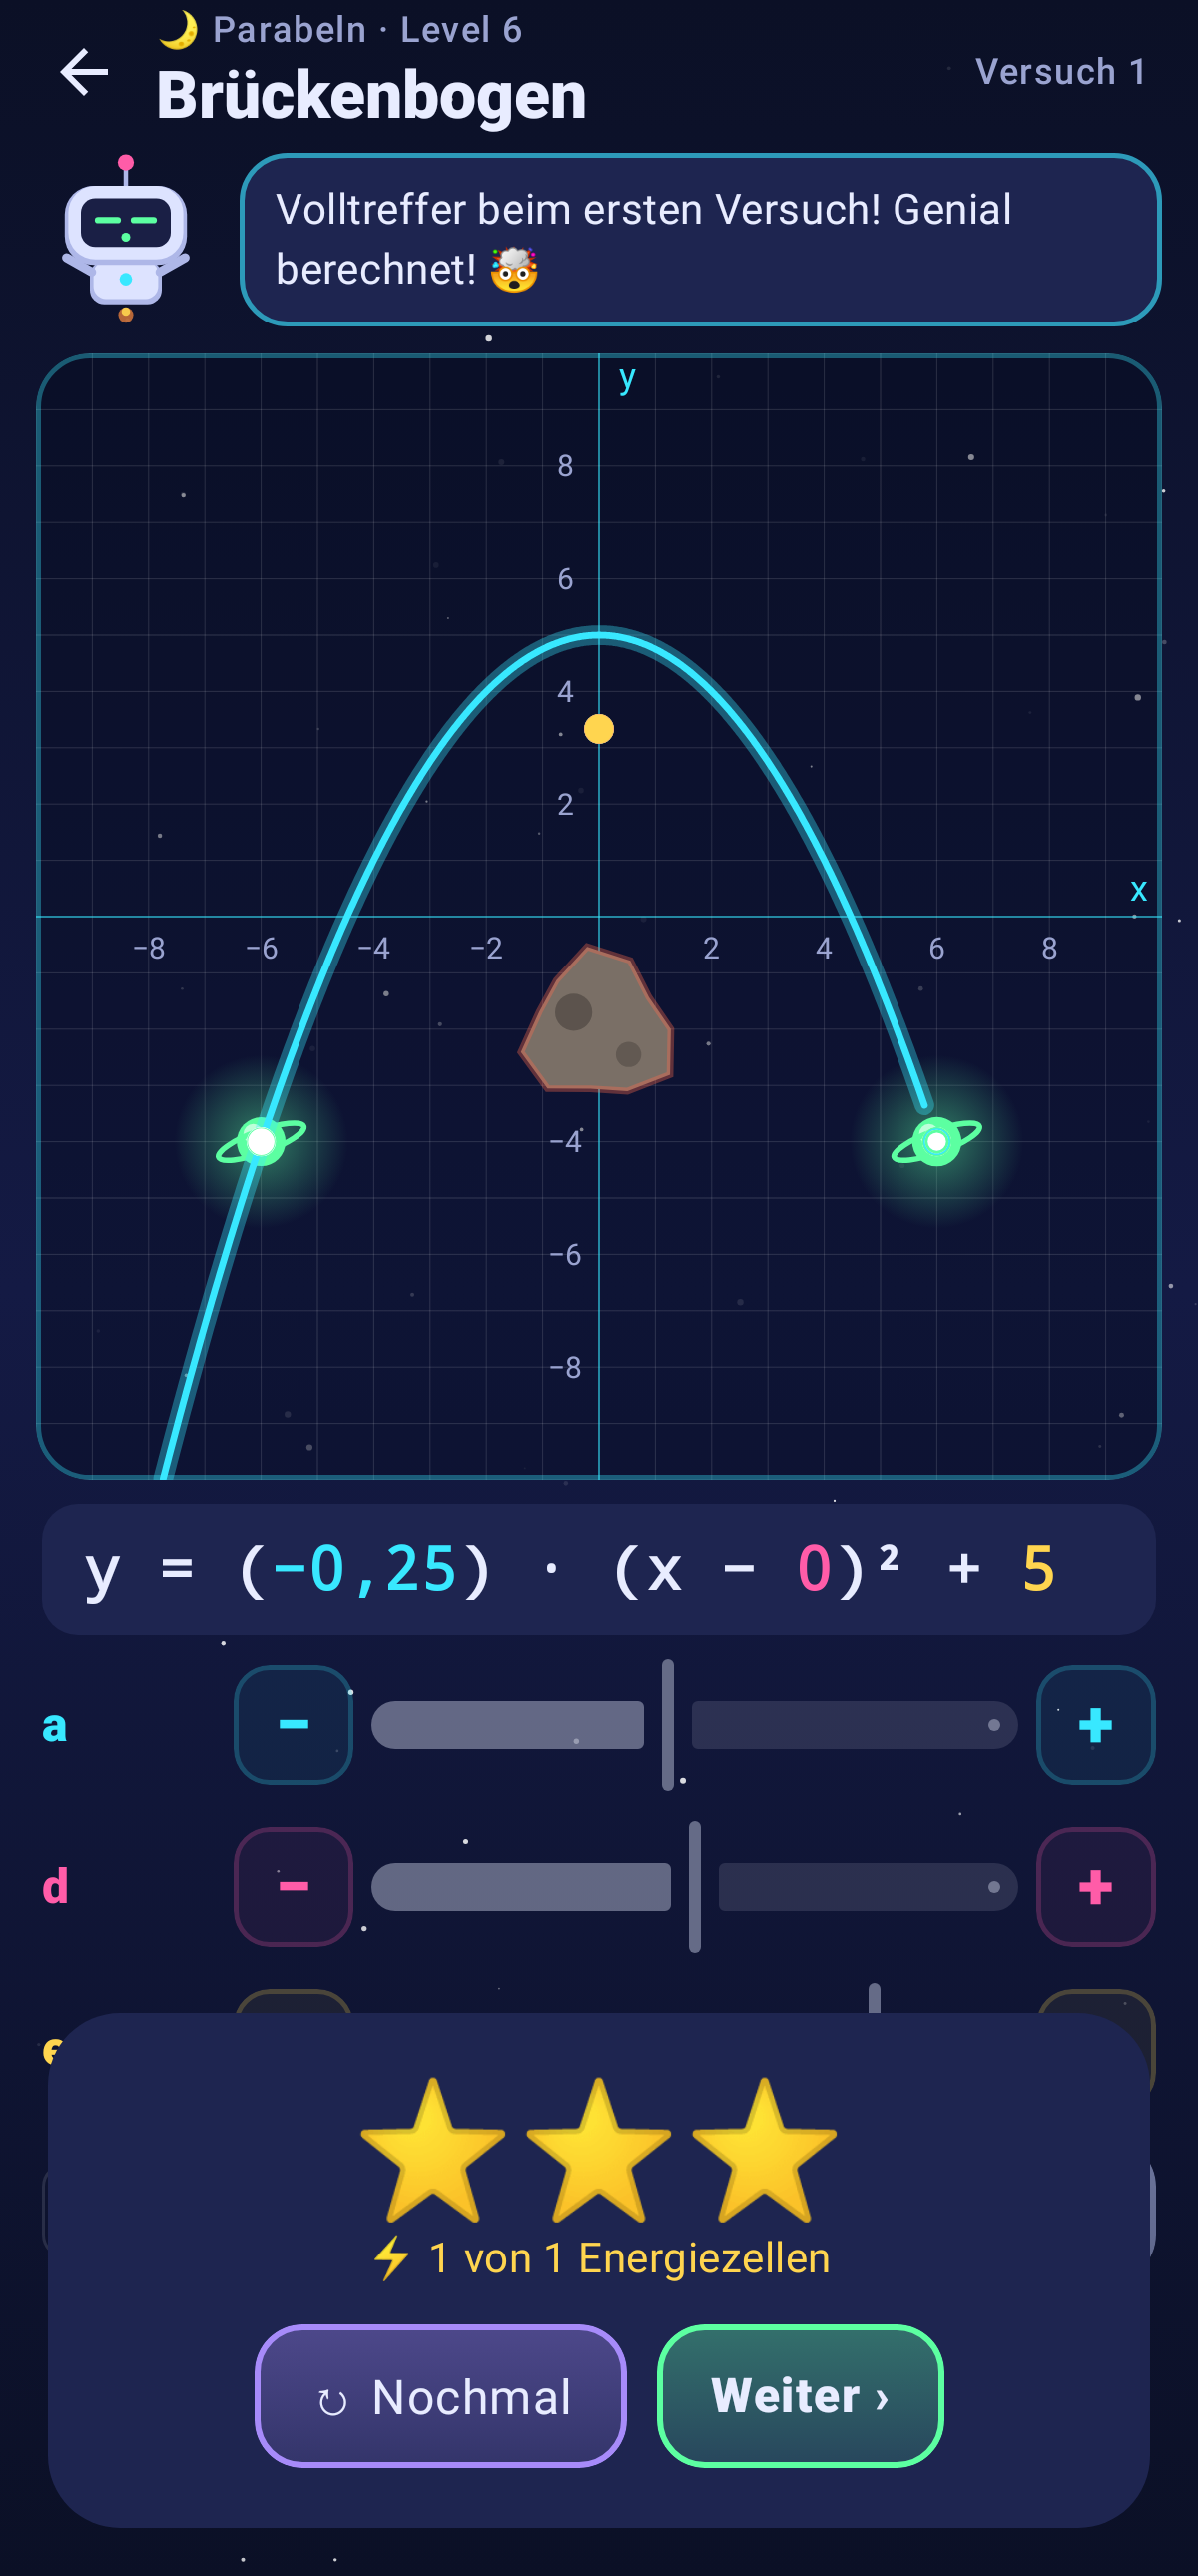 🌙 Parabeln · Level 6
Brückenbogen
Versuch 1
Volltreffer beim ersten Versuch! Genial
berechnet! 🤯
y
8
6
4
2
x
−8 −6 −4 −2 2 4 6 8
−4
−6
−8
y = (−0,25) · (x − 0)² + 5
a − +
d − +
e
⚡ 1 von 1 Energiezellen
↻ Nochmal
Weiter ›